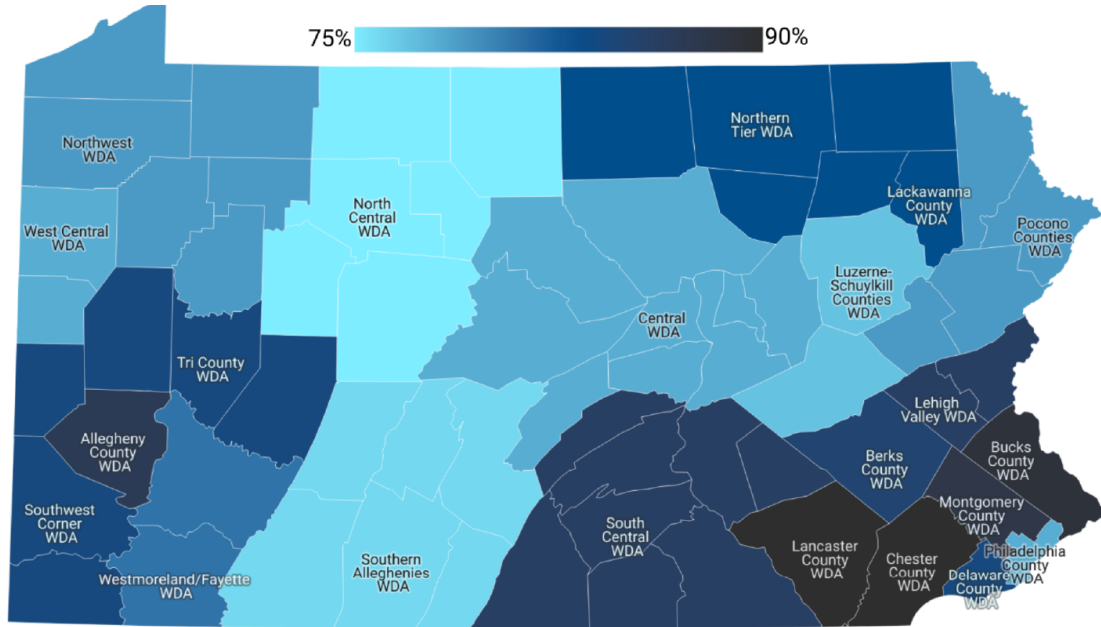 75%
90%
Northern
Tier WDA
Northwest
WDA
Lackawanna
County
WDA
North
Central
WDA
West Central
WDA
Pocono
Counties
WDA
Luzerne-
Schuylkill
Counties
WDA
Central
WDA
Tri County
WDA
Lehigh
Valley WDA
Allegheny
County
WDA
Bucks
County
WDA
Berks
County
WDA
Southwest
Corner
WDA
Montgomery
County
WDA
South
Central
WDA
Lancaster
County
WDA
Chester
County
WDA
Philadelphia
County
WDA
Southern
Alleghenies
WDA
Westmoreland/Fayette
WDA
Delaware
County
WDA